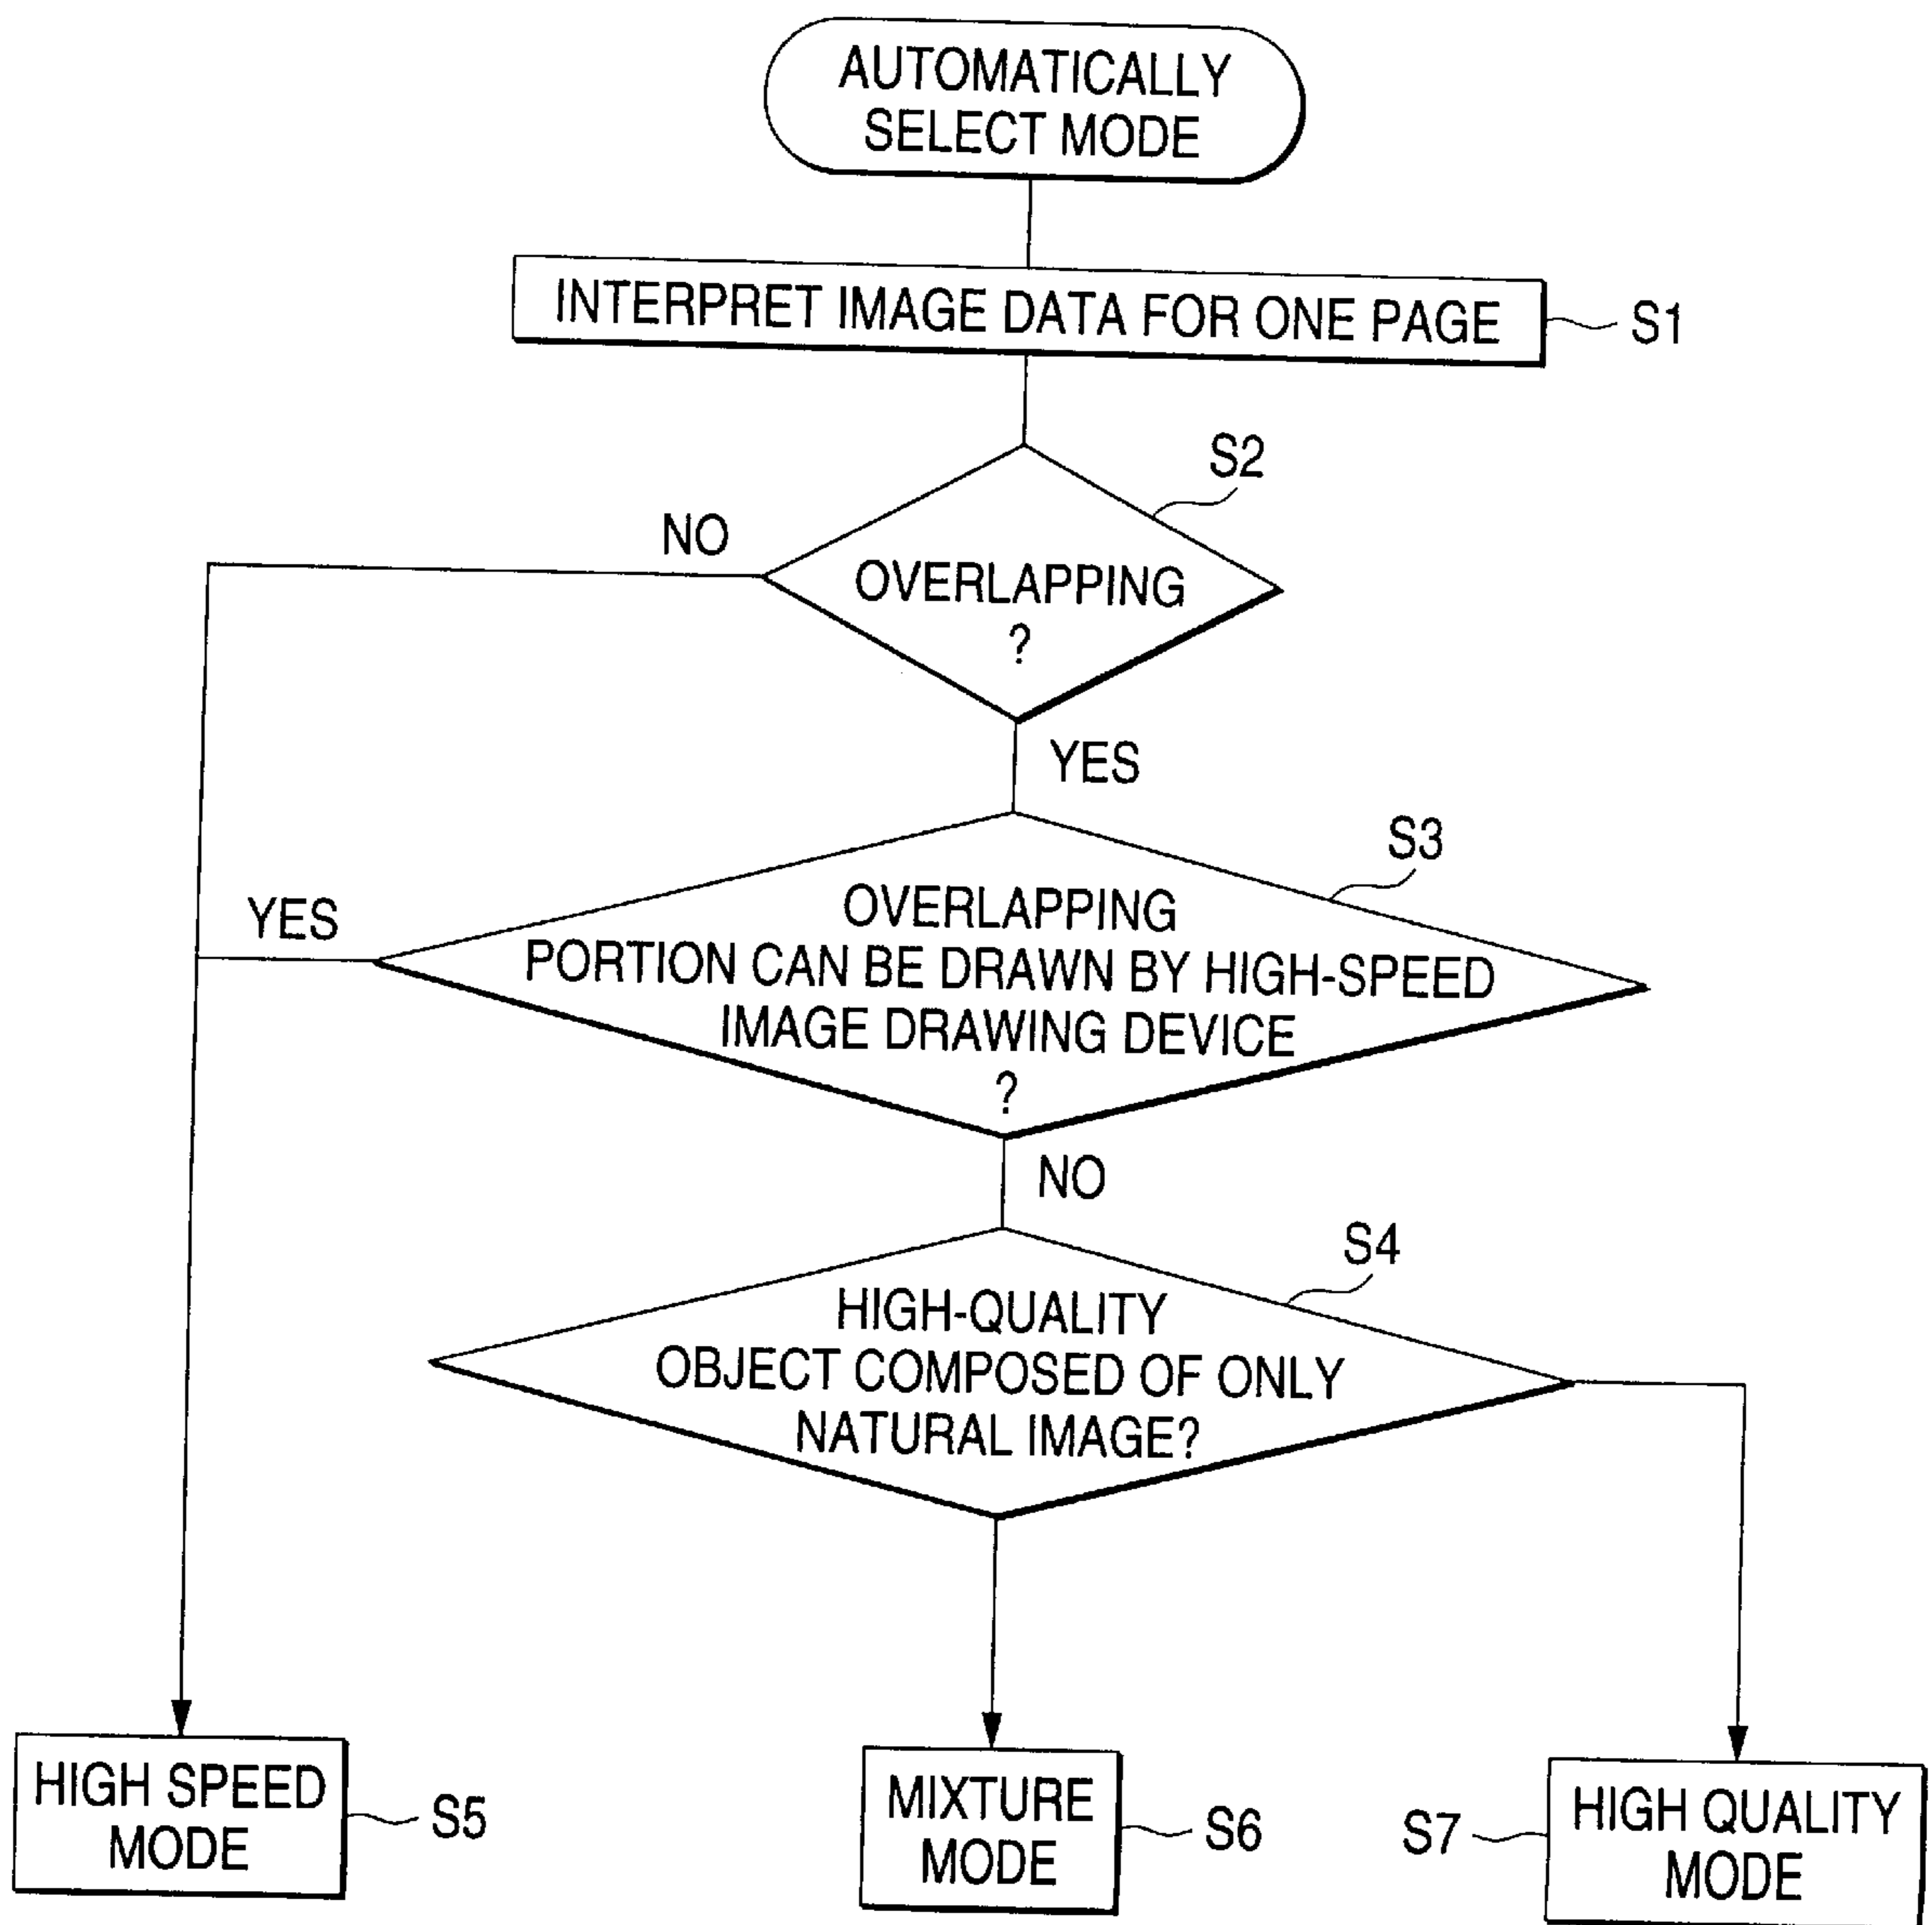 AUTOMATICALLY
SELECT MODE
INTERPRET IMAGE DATA FOR ONE PAGE
S1
S2
NO
OVERLAPPING
?
YES
S3
YES
OVERLAPPING
PORTION CAN BE DRAWN BY HIGH-SPEED
IMAGE DRAWING DEVICE
?
NO
S4
HIGH-QUALITY
OBJECT COMPOSED OF ONLY
NATURAL IMAGE?
HIGH SPEED
MODE
S5
MIXTURE
MODE
S6
S7
HIGH QUALITY
MODE